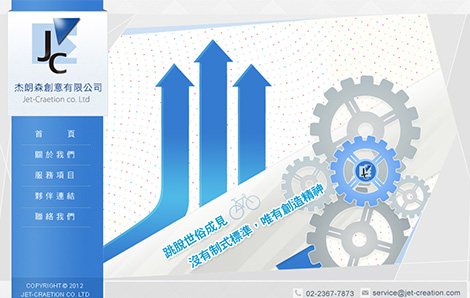 JC
杰朗森創意有限公司
Jet-Craetion co. Ltd
首 頁
關於我們
服務項目
夥伴連結
聯絡我們
跳脫世俗成見
沒有制式標準，唯有創造精神
COPYRIGHT © 2012
JET-CRAETION CO. LTD
02-2367-7873
service@jet-creation.com